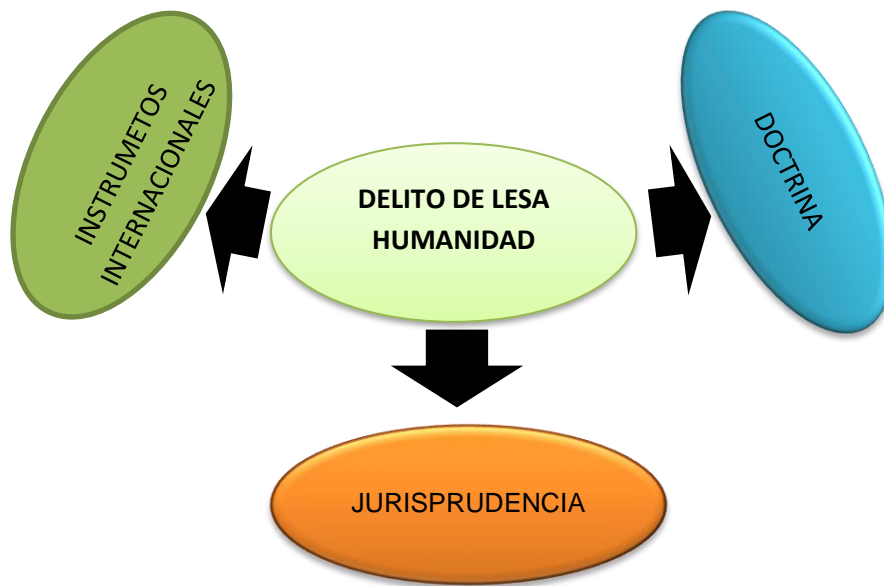 INSTRUMETOS
INTERNACIONALES
DOCTRINA
DELITO DE LESA
HUMANIDAD
JURISPRUDENCIA